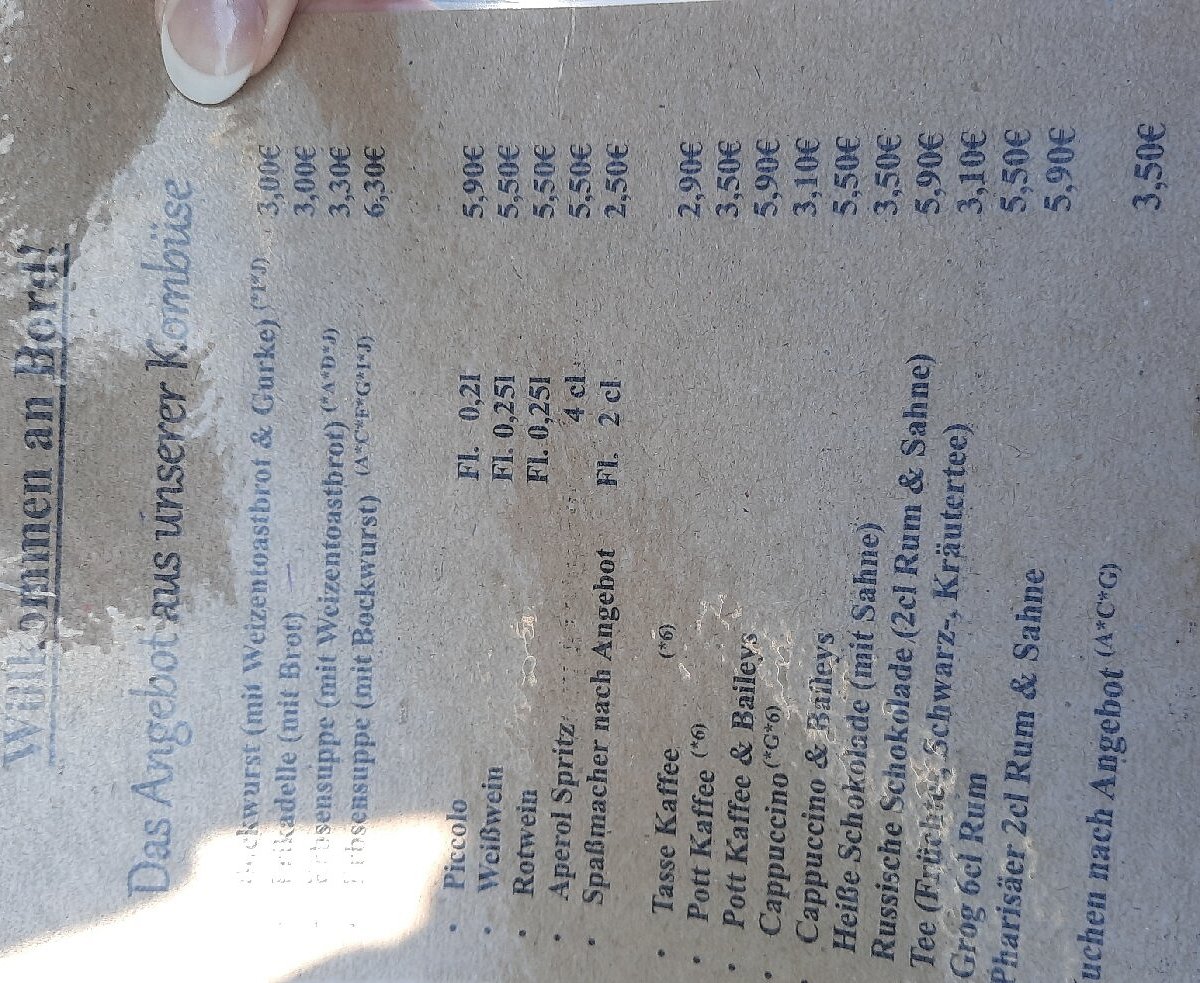 Willkommen an Bord!
Das Angebot aus unserer Kombüse
Bockwurst (mit Weizentoastbrot & Gurke) (*I*J) 3,00€
Frikadelle (mit Brot) 3,00€
Erbsensuppe (mit Weizentoastbrot) (*A*D*J) 3,30€
Erbsensuppe (mit Bockwurst) (A*C*F*G*I*J) 6,30€
• Piccolo Fl. 0,2l 5,90€
• Weißwein Fl. 0,25l 5,50€
• Rotwein Fl. 0,25l 5,50€
• Aperol Spritz 4 cl 5,50€
• Spaßmacher nach Angebot Fl. 2 cl 2,50€
• Tasse Kaffee (*6) 2,90€
• Pott Kaffee (*6) 3,50€
• Pott Kaffee & Baileys 5,90€
• Cappuccino (*G*6) 3,10€
• Cappuccino & Baileys 5,50€
Heiße Schokolade (mit Sahne) 3,50€
Russische Schokolade (2cl Rum & Sahne) 5,90€
Tee (Früchte-, Schwarz-, Kräutertee) 3,10€
Grog 6cl Rum 5,50€
Pharisäer 2cl Rum & Sahne 5,90€
uchen nach Angebot (A*C*G) 3,50€